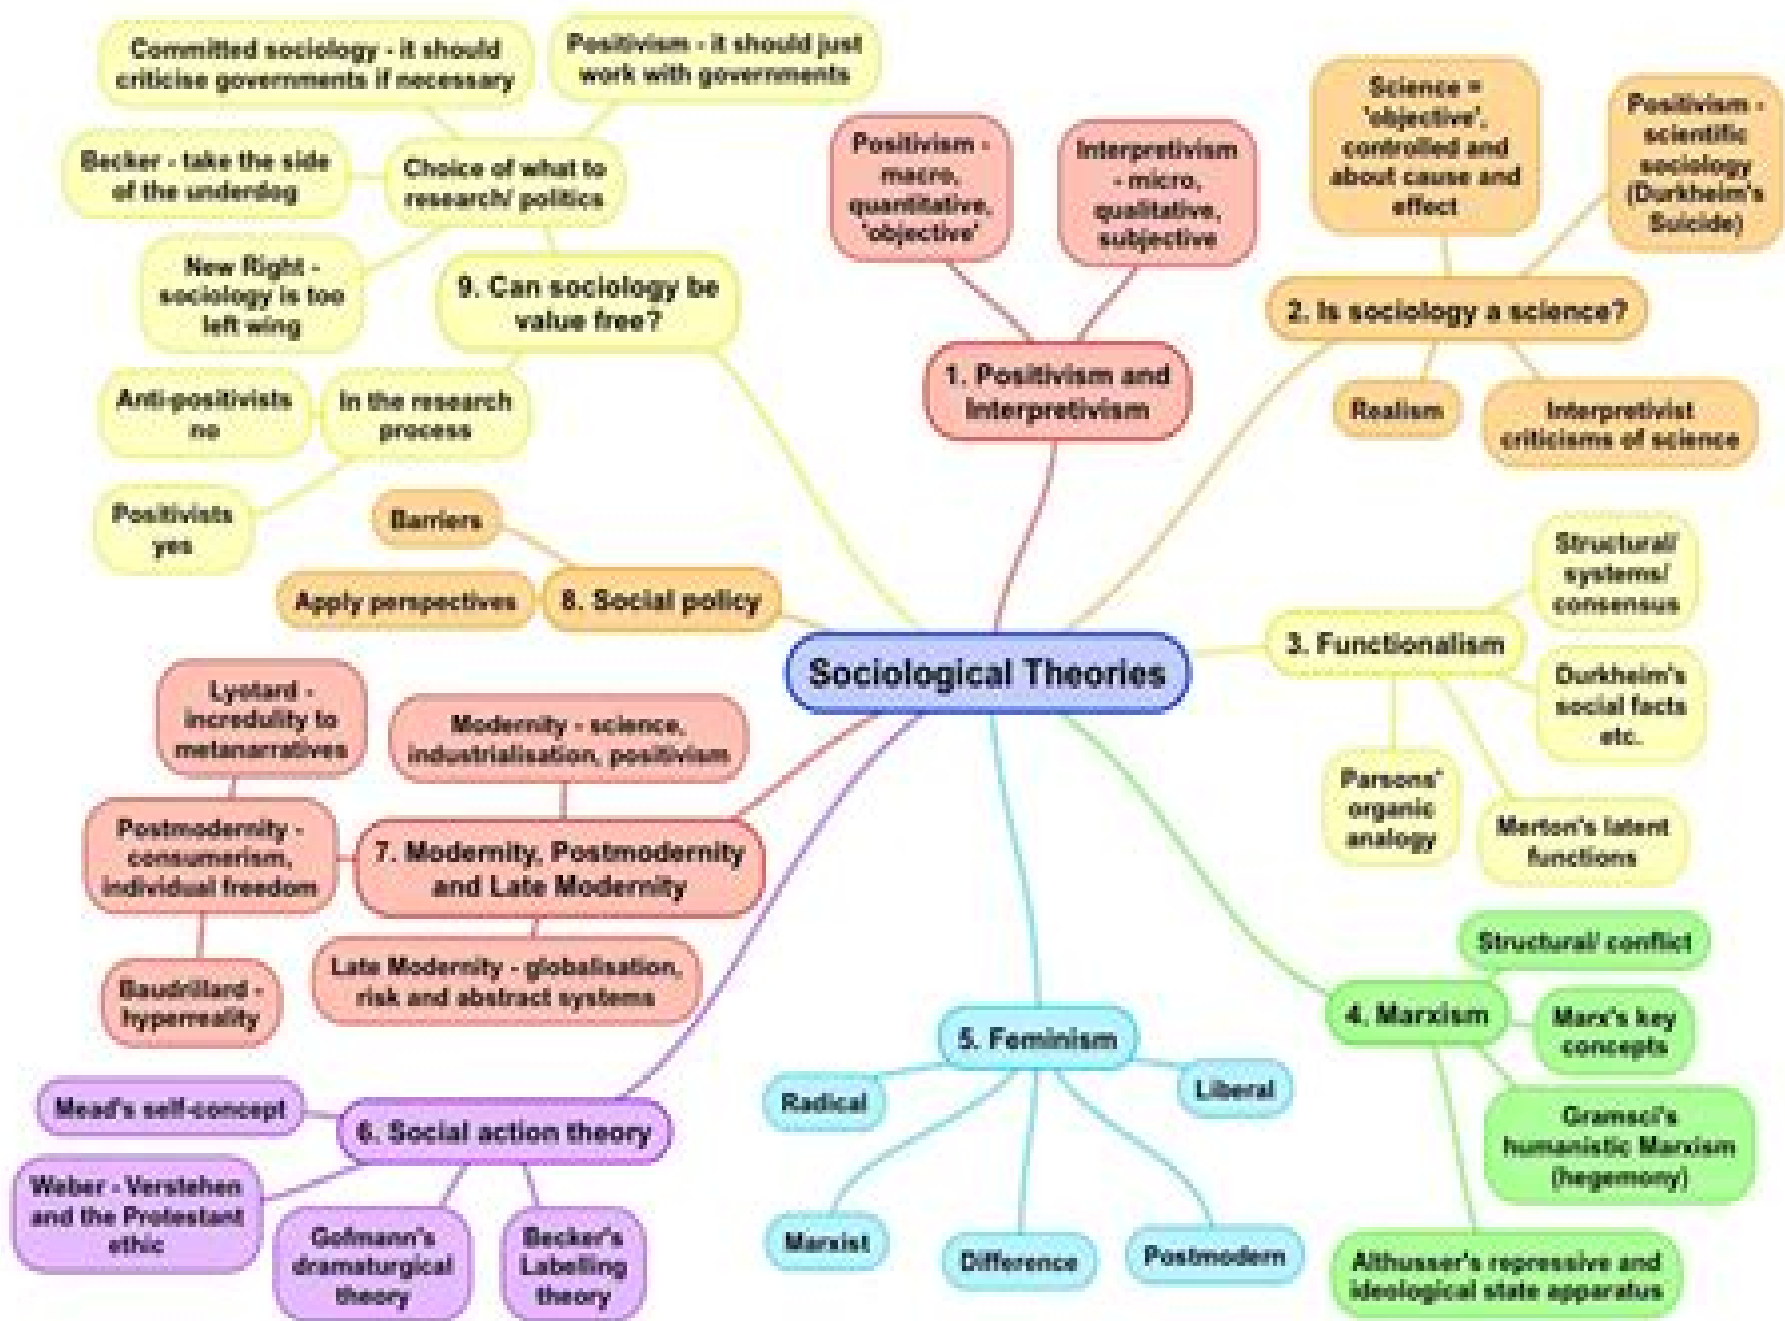 Sociological Theories
1. Positivism and
Interpretivism
Positivism -
macro,
quantitative,
'objective'
Interpretivism
- micro,
qualitative,
subjective
2. Is sociology a science?
Science =
'objective',
controlled and
about cause and
effect
Positivism -
scientific
sociology
(Durkheim's
Suicide)
Realism
Interpretivist
criticisms of science
3. Functionalism
Structural/
systems/
consensus
Durkheim's
social facts
etc.
Parsons'
organic
analogy
Merton's latent
functions
4. Marxism
Structural/ conflict
Marx's key
concepts
Gramsci's
humanistic Marxism
(hegemony)
Althusser's repressive and
ideological state apparatus
5. Feminism
Radical
Liberal
Marxist
Difference
Postmodern
6. Social action theory
Mead's self-concept
Weber - Verstehen
and the Protestant
ethic
Gofmann's
dramaturgical
theory
Becker's
Labelling
theory
7. Modernity, Postmodernity
and Late Modernity
Modernity - science,
industrialisation, positivism
Lyotard -
incredulity to
metanarratives
Postmodernity -
consumerism,
individual freedom
Baudrillard -
hyperreality
Late Modernity - globalisation,
risk and abstract systems
8. Social policy
Barriers
Apply perspectives
9. Can sociology be
value free?
Choice of what to
research/ politics
Committed sociology - it should
criticise governments if necessary
Positivism - it should just
work with governments
Becker - take the side
of the underdog
New Right -
sociology is too
left wing
In the research
process
Anti-positivists
no
Positivists
yes